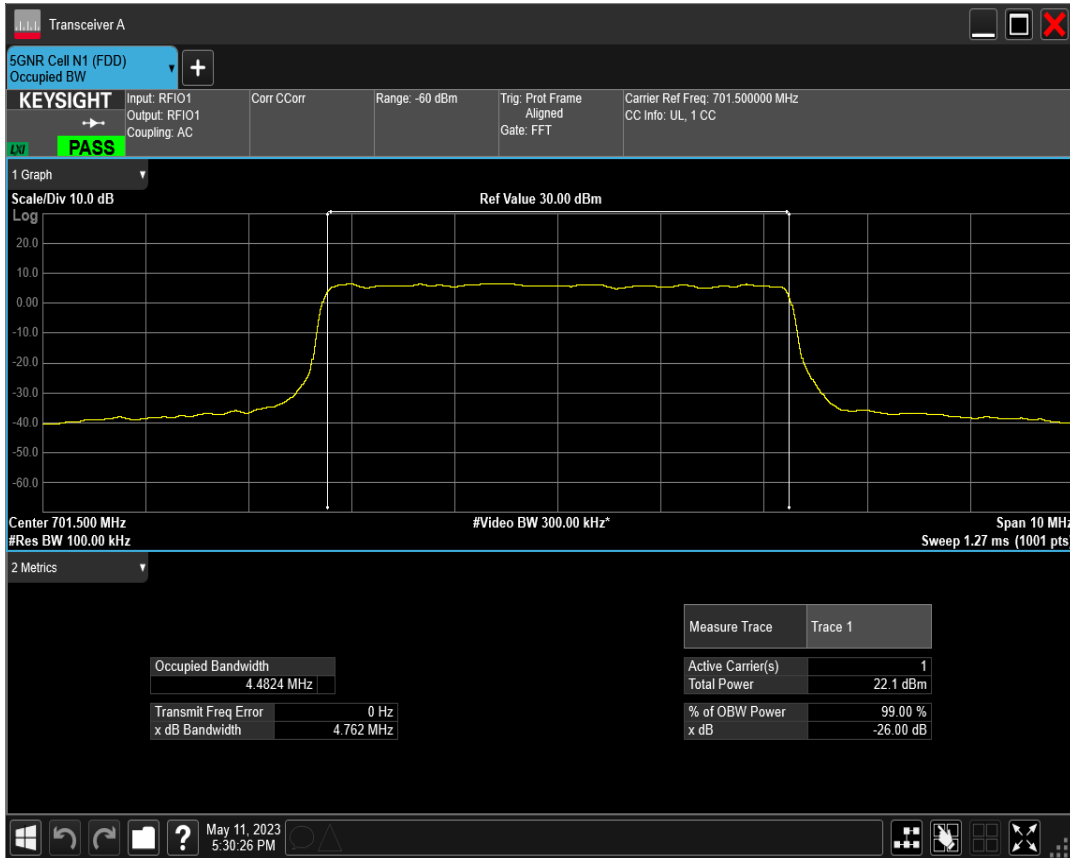 Transceiver A
5GNR Cell N1 (FDD)
Occupied BW
+
KEYSIGHT
LXI
PASS
Input: RFIO1
Output: RFIO1
Coupling: AC
Corr CCorr
Range: -60 dBm
Trig: Prot Frame
Aligned
Gate: FFT
Carrier Ref Freq: 701.500000 MHz
CC Info: UL, 1 CC
1 Graph
Scale/Div 10.0 dB
Ref Value 30.00 dBm
Log
20.0
10.0
0.00
-10.0
-20.0
-30.0
-40.0
-50.0
-60.0
Center 701.500 MHz
#Video BW 300.00 kHz*
Span 10 MHz
#Res BW 100.00 kHz
Sweep 1.27 ms (1001 pts)
2 Metrics
Measure Trace Trace 1
Occupied Bandwidth
4.4824 MHz
Active Carrier(s) 1
Total Power 22.1 dBm
Transmit Freq Error 0 Hz
x dB Bandwidth 4.762 MHz
% of OBW Power 99.00 %
x dB -26.00 dB
?
May 11, 2023
5:30:26 PM